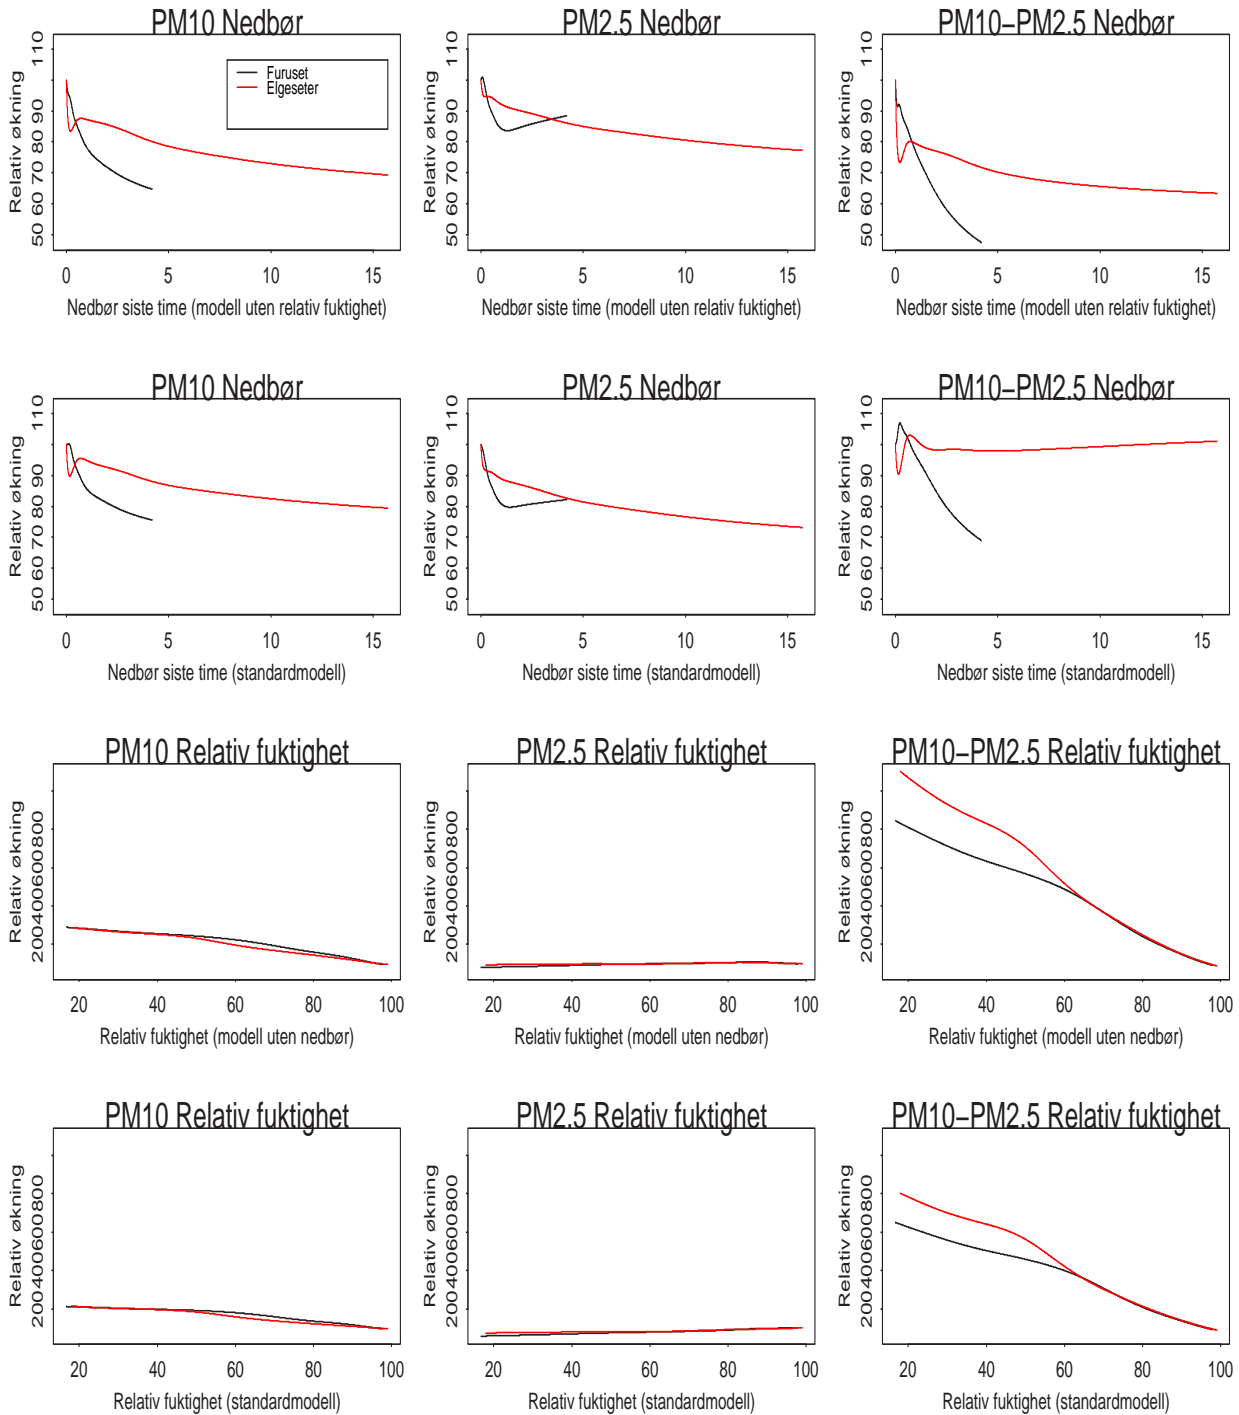 PM10 Nedbør
PM2.5 Nedbør
PM10−PM2.5 Nedbør
Relativ økning
50 60 70 80 90 110
Furuset
Elgeseter
Relativ økning
50 60 70 80 90 110
Relativ økning
50 60 70 80 90 110
0 5 10 15
0 5 10 15
0 5 10 15
Nedbør siste time (modell uten relativ fuktighet)
Nedbør siste time (modell uten relativ fuktighet)
Nedbør siste time (modell uten relativ fuktighet)
PM10 Nedbør
PM2.5 Nedbør
PM10−PM2.5 Nedbør
Relativ økning
50 60 70 80 90 110
Relativ økning
50 60 70 80 90 110
Relativ økning
50 60 70 80 90 110
0 5 10 15
0 5 10 15
0 5 10 15
Nedbør siste time (standardmodell)
Nedbør siste time (standardmodell)
Nedbør siste time (standardmodell)
PM10 Relativ fuktighet
PM2.5 Relativ fuktighet
PM10−PM2.5 Relativ fuktighet
Relativ økning
200400600800
Relativ økning
200400600800
Relativ økning
200400600800
20 40 60 80 100
20 40 60 80 100
20 40 60 80 100
Relativ fuktighet (modell uten nedbør)
Relativ fuktighet (modell uten nedbør)
Relativ fuktighet (modell uten nedbør)
PM10 Relativ fuktighet
PM2.5 Relativ fuktighet
PM10−PM2.5 Relativ fuktighet
Relativ økning
200400600800
Relativ økning
200400600800
Relativ økning
200400600800
20 40 60 80 100
20 40 60 80 100
20 40 60 80 100
Relativ fuktighet (standardmodell)
Relativ fuktighet (standardmodell)
Relativ fuktighet (standardmodell)